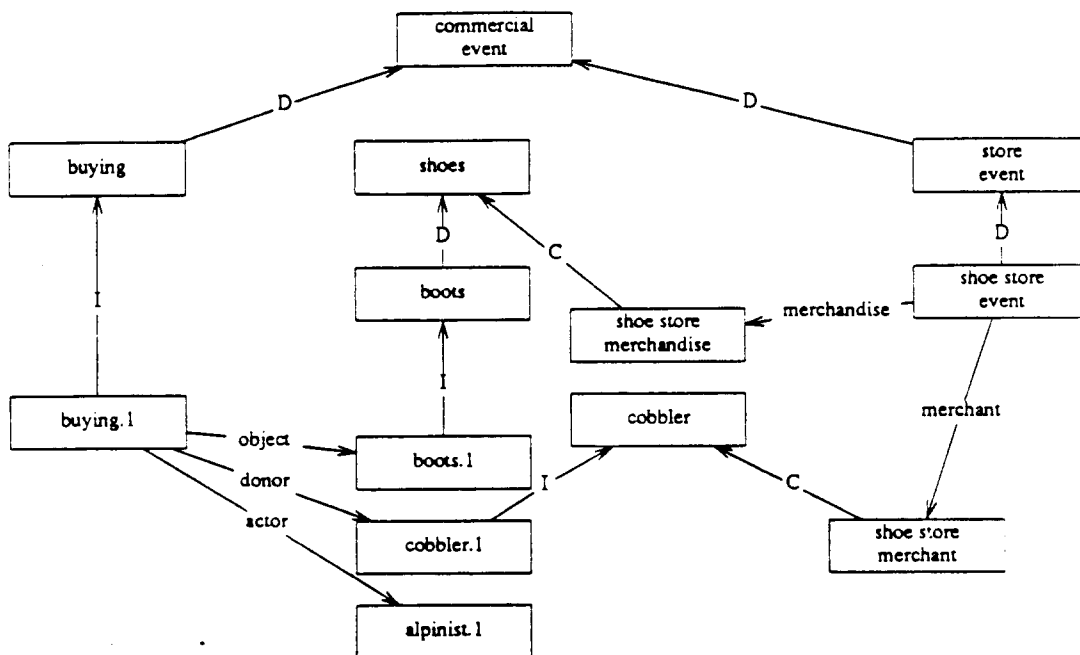 commercial
event
D
D
buying
shoes
store
event
D
C
D
boots
shoe store
event
merchandise
I
shoe store
merchandise
I
cobbler
merchant
buying.1
object
boots.1
donor
I
C
actor
cobbler.1
shoe store
merchant
alpinist.1